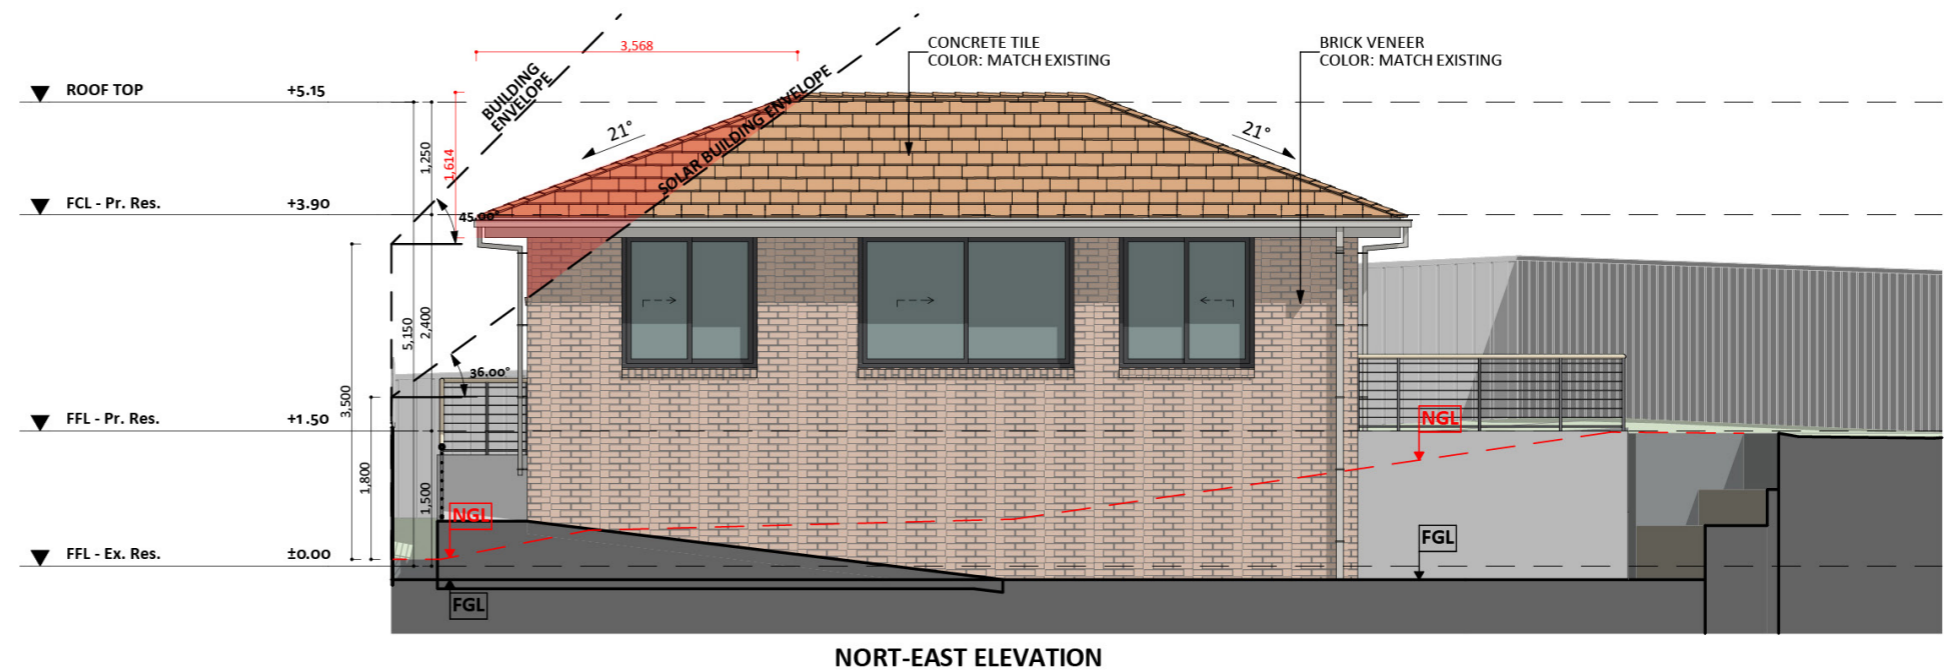 3,568
CONCRETE TILE
COLOR: MATCH EXISTING
BRICK VENEER
COLOR: MATCH EXISTING
ROOF TOP +5.15
BUILDING
ENVELOPE
SOLAR BUILDING ENVELOPE
21°
21°
1,250
1,614
FCL - Pr. Res. +3.90
45.00°
5,150
2,400
36.00°
3,500
FFL - Pr. Res. +1.50
NGL
1,800
1,500
NGL
FGL
FFL - Ex. Res. ±0.00
FGL
NORT-EAST ELEVATION